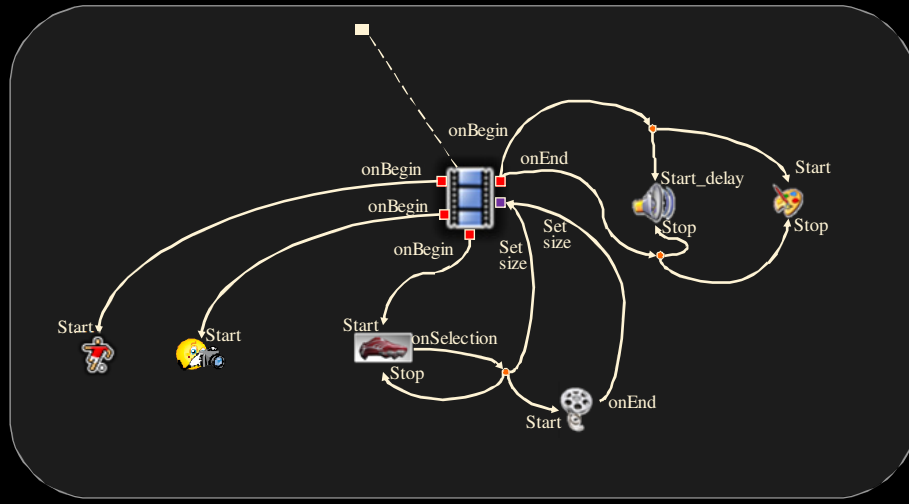 onBegin
onEnd
onBegin
Start
Start_delay
onBegin
Stop
Stop
Set
size
Set
size
onBegin
Start
Start
Start
onSelection
Stop
onEnd
Start